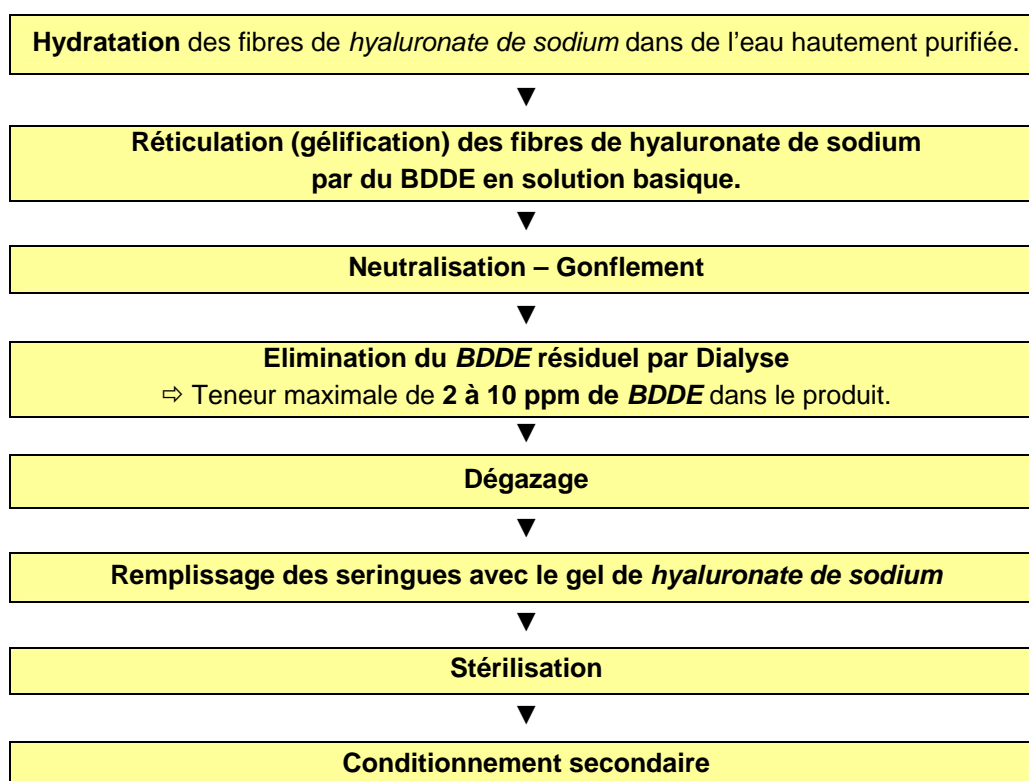 Hydratation des fibres de hyaluronate de sodium dans de l'eau hautement purifiée.
▼
Réticulation (gélification) des fibres de hyaluronate de sodium
par du BDDE en solution basique.
▼
Neutralisation – Gonflement
▼
Elimination du BDDE résiduel par Dialyse
⇨ Teneur maximale de 2 à 10 ppm de BDDE dans le produit.
▼
Dégazage
▼
Remplissage des seringues avec le gel de hyaluronate de sodium
▼
Stérilisation
▼
Conditionnement secondaire